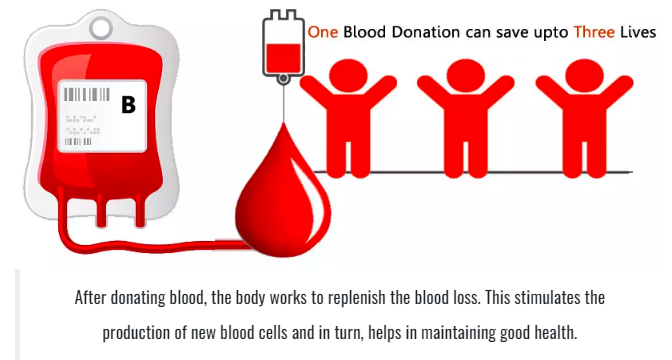 One Blood Donation can save upto Three Lives
B
After donating blood, the body works to replenish the blood loss. This stimulates the
production of new blood cells and in turn, helps in maintaining good health.